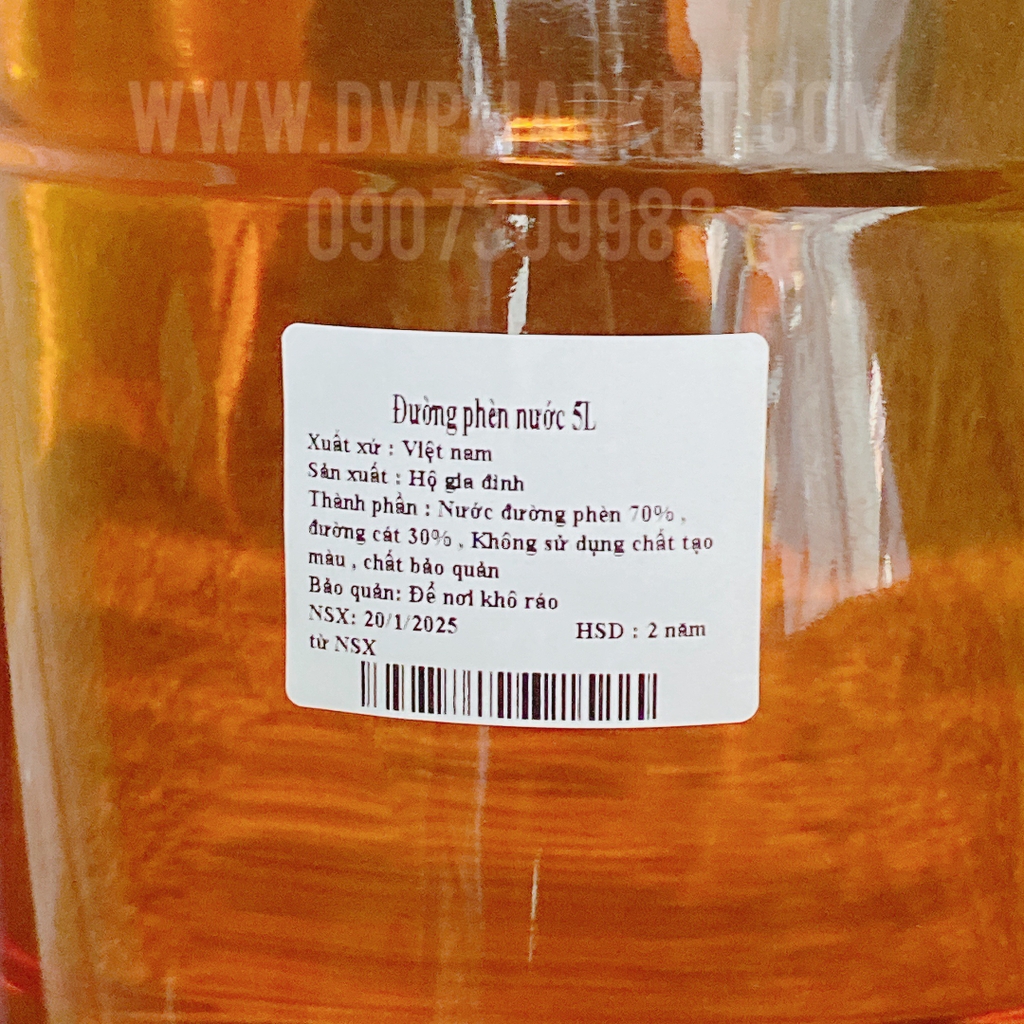 WWW.DVPMARKET.COM
Đường phèn nước 5L
Xuất xứ : Việt nam
Sản xuất : Hộ gia đình
Thành phần : Nước đường phèn 70% ,
đường cát 30% , Không sử dụng chất tạo
màu , chất bảo quản
Bảo quản: Để nơi khô ráo
NSX: 20/1/2025 HSD : 2 năm
từ NSX